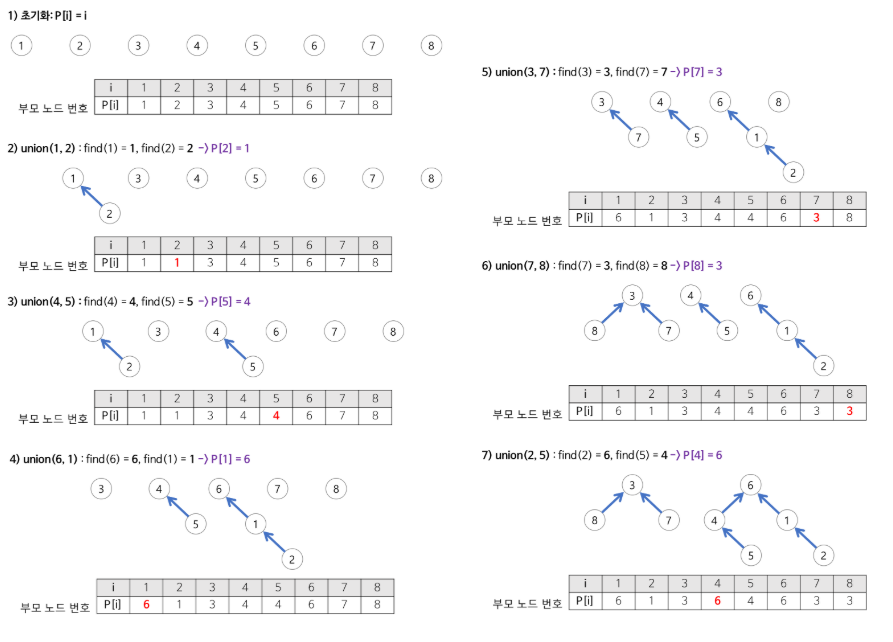 1) 초기화: P[i] = i
1 2 3 4 5 6 7 8
i 1 2 3 4 5 6 7 8
부모 노드 번호 P[i] 1 2 3 4 5 6 7 8
2) union(1, 2) : find(1) = 1, find(2) = 2 -> P[2] = 1
1 3 4 5 6 7 8
2
i 1 2 3 4 5 6 7 8
부모 노드 번호 P[i] 1 1 3 4 5 6 7 8
3) union(4, 5) : find(4) = 4, find(5) = 5 -> P[5] = 4
1 3 4 6 7 8
2 5
i 1 2 3 4 5 6 7 8
부모 노드 번호 P[i] 1 1 3 4 4 6 7 8
4) union(6, 1) : find(6) = 6, find(1) = 1 -> P[1] = 6
3 4 6 7 8
5 1
2
i 1 2 3 4 5 6 7 8
부모 노드 번호 P[i] 6 1 3 4 4 6 7 8
5) union(3, 7) : find(3) = 3, find(7) = 7 -> P[7] = 3
3 4 6 8
7 5 1
2
i 1 2 3 4 5 6 7 8
부모 노드 번호 P[i] 6 1 3 4 4 6 3 8
6) union(7, 8) : find(7) = 3, find(8) = 8 -> P[8] = 3
3 4 6
8 7 5 1
2
i 1 2 3 4 5 6 7 8
부모 노드 번호 P[i] 6 1 3 4 4 6 3 3
7) union(2, 5) : find(2) = 6, find(5) = 4 -> P[4] = 6
3 6
8 7 4 1
5 2
i 1 2 3 4 5 6 7 8
부모 노드 번호 P[i] 6 1 3 6 4 6 3 3